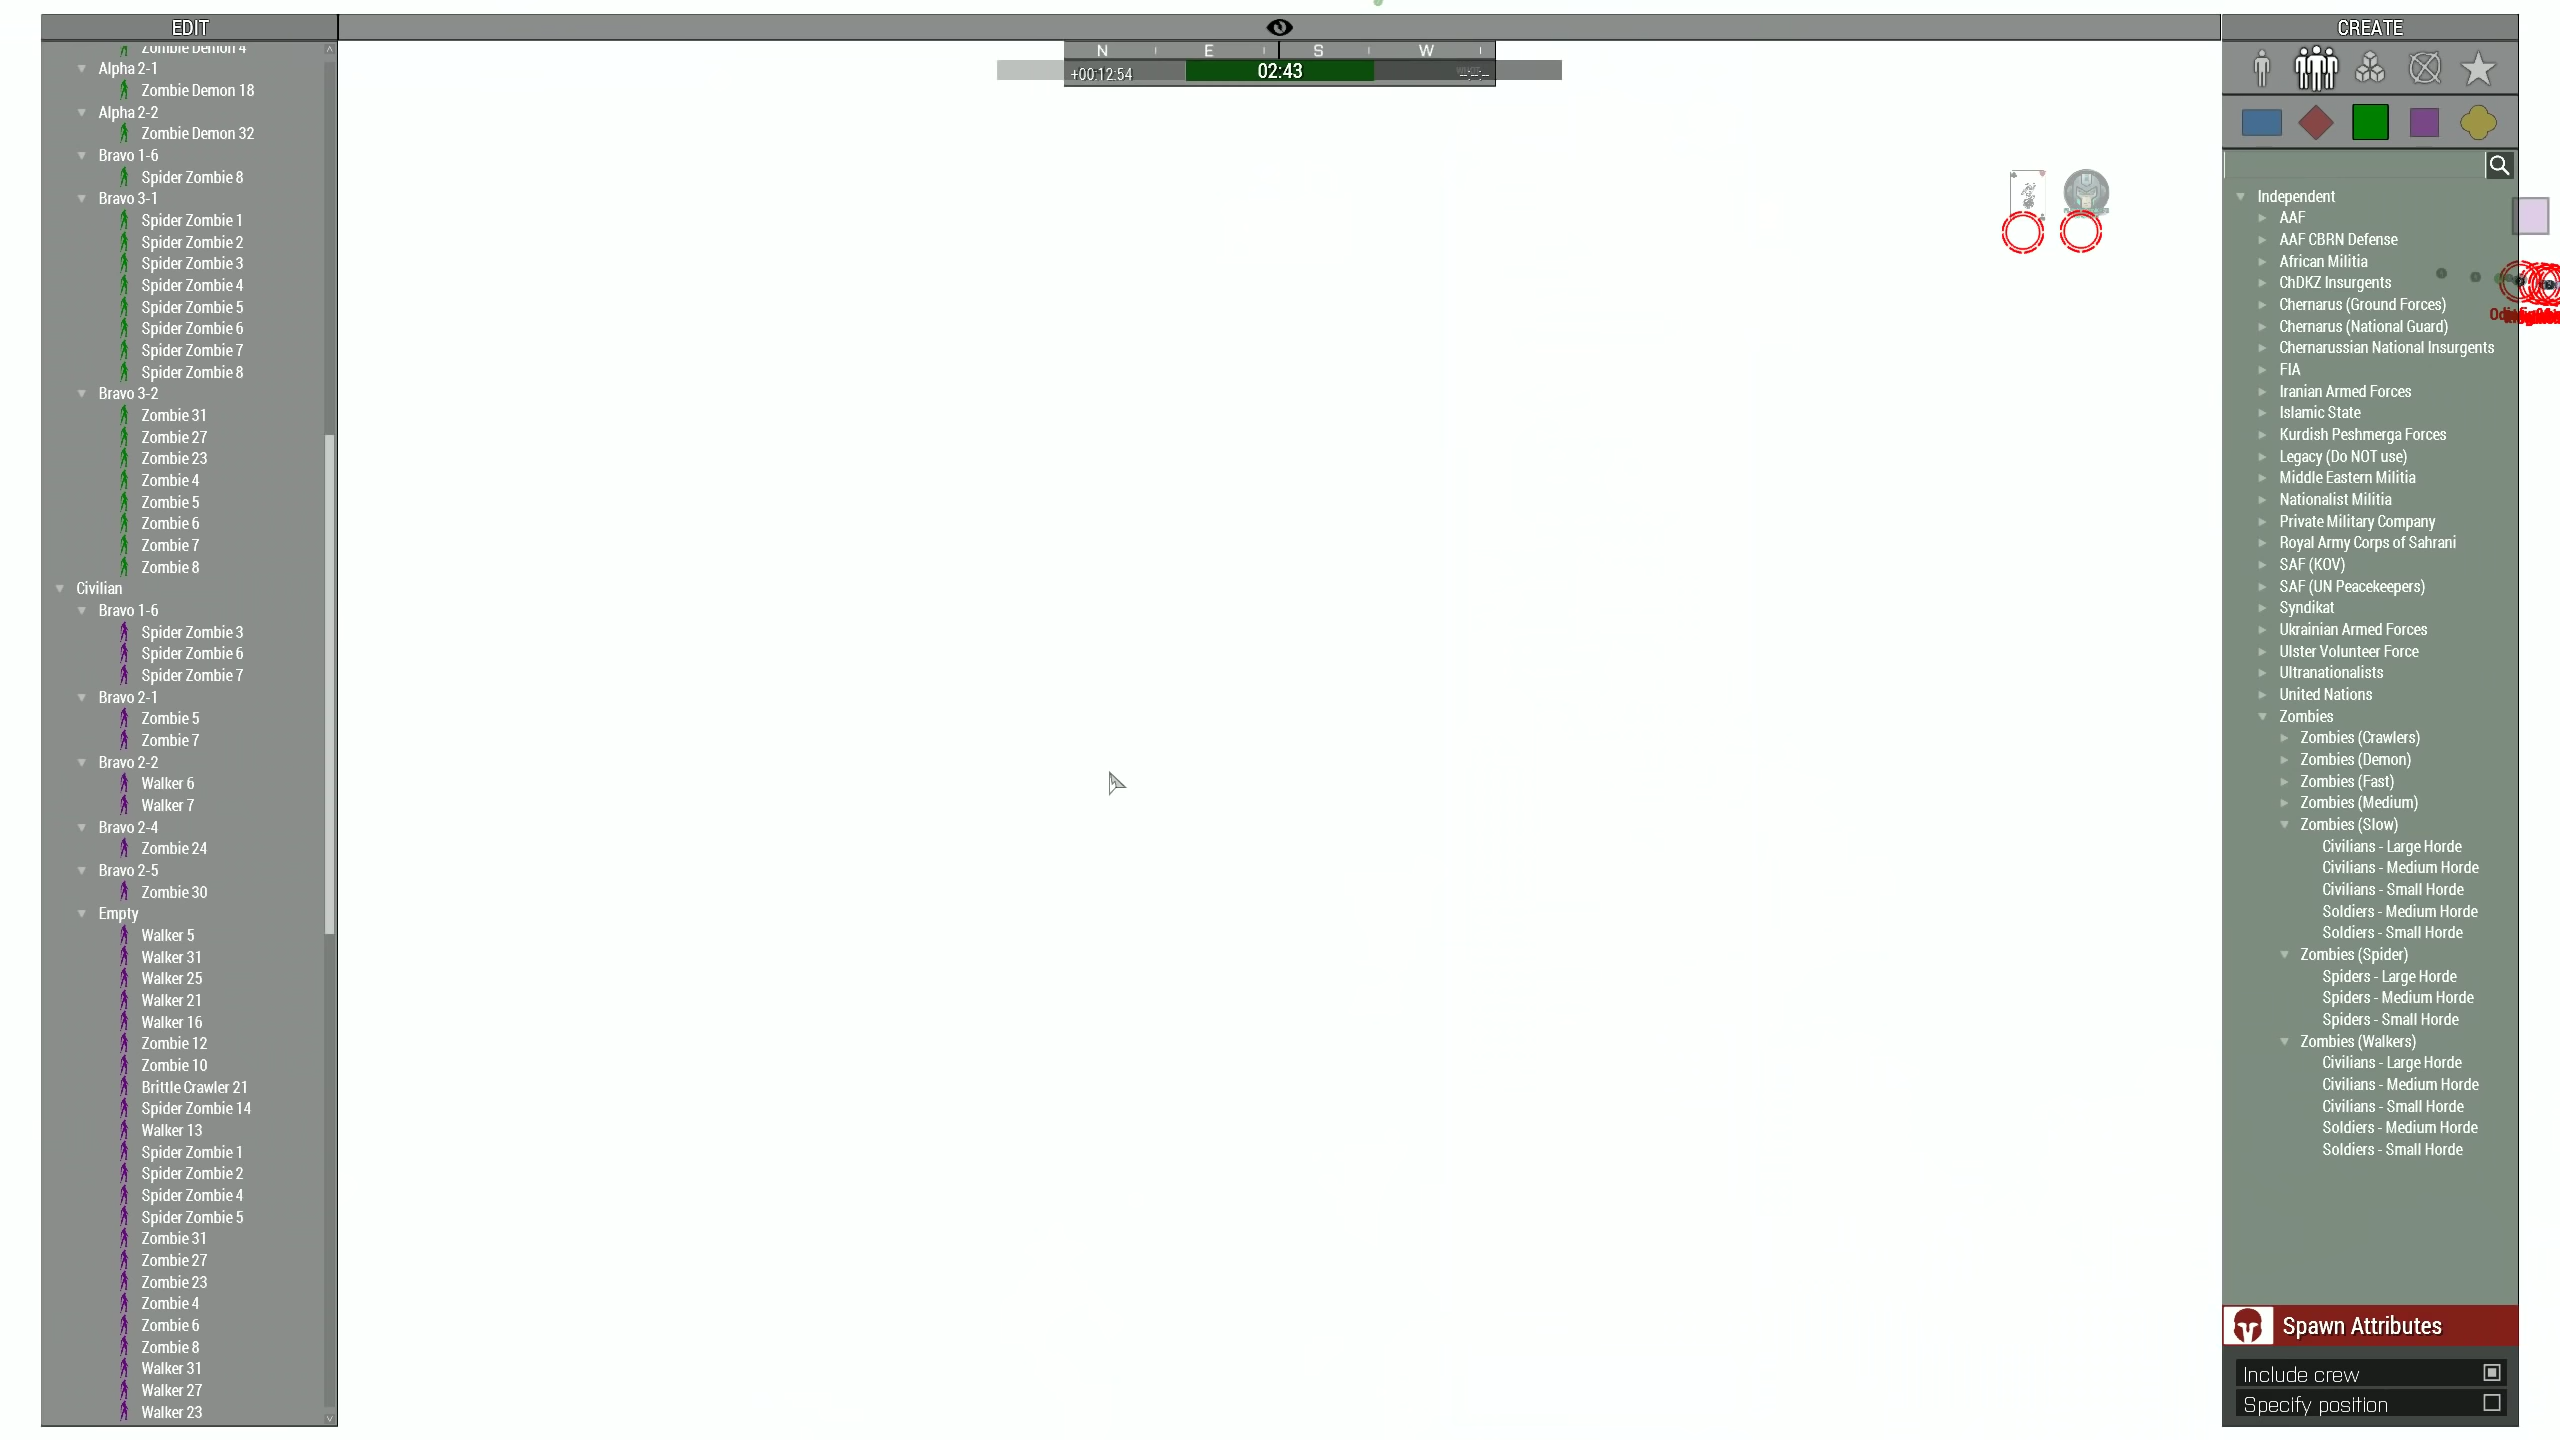 EDIT
Zombie Demon 4
Alpha 2-1
Zombie Demon 18
Alpha 2-2
Zombie Demon 32
Bravo 1-6
Spider Zombie 8
Bravo 3-1
Spider Zombie 1
Spider Zombie 2
Spider Zombie 3
Spider Zombie 4
Spider Zombie 5
Spider Zombie 6
Spider Zombie 7
Spider Zombie 8
Bravo 3-2
Zombie 31
Zombie 27
Zombie 23
Zombie 4
Zombie 5
Zombie 6
Zombie 7
Zombie 8
Civilian
Bravo 1-6
Spider Zombie 3
Spider Zombie 6
Spider Zombie 7
Bravo 2-1
Zombie 5
Zombie 7
Bravo 2-2
Walker 6
Walker 7
Bravo 2-4
Zombie 24
Bravo 2-5
Zombie 30
Empty
Walker 5
Walker 31
Walker 25
Walker 21
Walker 16
Zombie 12
Zombie 10
Brittle Crawler 21
Spider Zombie 14
Walker 13
Spider Zombie 1
Spider Zombie 2
Spider Zombie 4
Spider Zombie 5
Zombie 31
Zombie 27
Zombie 23
Zombie 4
Zombie 6
Zombie 8
Walker 31
Walker 27
Walker 23
N E S W
+00:12:54 02:43 --:--
CREATE
Independent
AAF
AAF CBRN Defense
African Militia
ChDKZ Insurgents
Chernarus (Ground Forces)
Chernarus (National Guard)
Chernarussian National Insurgents
FIA
Iranian Armed Forces
Islamic State
Kurdish Peshmerga Forces
Legacy (Do NOT use)
Middle Eastern Militia
Nationalist Militia
Private Military Company
Royal Army Corps of Sahrani
SAF (KOV)
SAF (UN Peacekeepers)
Syndikat
Ukrainian Armed Forces
Ulster Volunteer Force
Ultranationalists
United Nations
Zombies
Zombies (Crawlers)
Zombies (Demon)
Zombies (Fast)
Zombies (Medium)
Zombies (Slow)
Civilians - Large Horde
Civilians - Medium Horde
Civilians - Small Horde
Soldiers - Medium Horde
Soldiers - Small Horde
Zombies (Spider)
Spiders - Large Horde
Spiders - Medium Horde
Spiders - Small Horde
Zombies (Walkers)
Civilians - Large Horde
Civilians - Medium Horde
Civilians - Small Horde
Soldiers - Medium Horde
Soldiers - Small Horde
Spawn Attributes
Include crew
Specify position